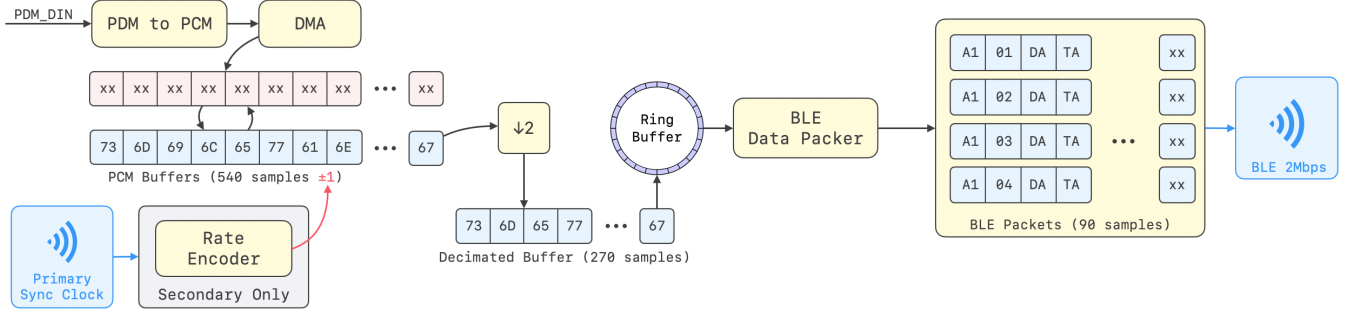 PDM_DIN
PDM to PCM
DMA
xx xx xx xx xx xx xx xx ••• xx
73 6D 69 6C 65 77 61 6E ••• 67
PCM Buffers (540 samples ±1)
Primary
Sync Clock
Rate
Encoder
Secondary Only
↓2
73 6D 65 77 ••• 67
Decimated Buffer (270 samples)
Ring
Buffer
BLE
Data Packer
A1 01 DA TA xx
A1 02 DA TA xx
A1 03 DA TA ••• xx
A1 04 DA TA xx
BLE Packets (90 samples)
BLE 2Mbps